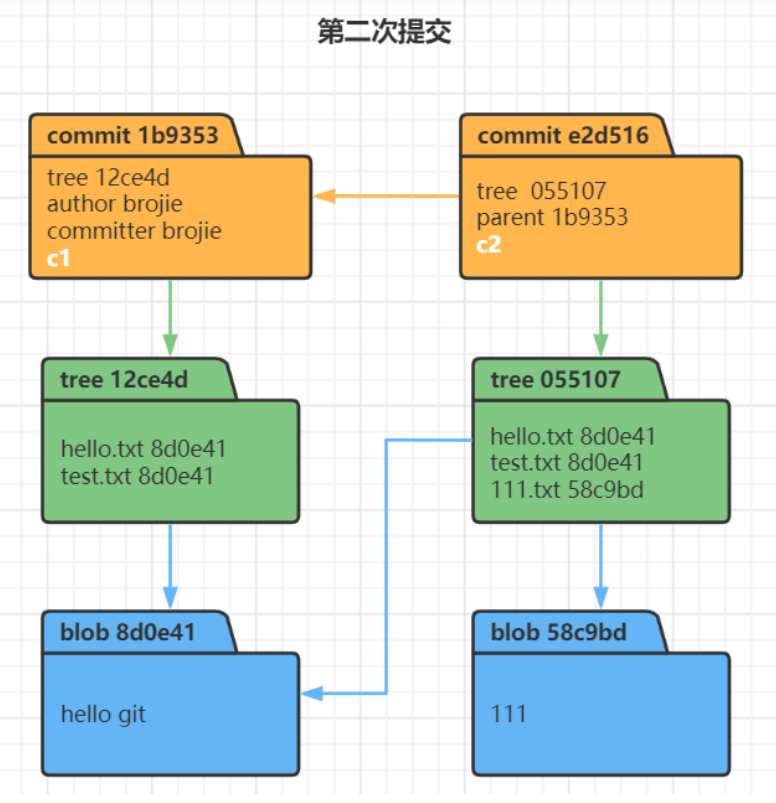 第二次提交
commit 1b9353
tree 12ce4d
author brojie
committer brojie
c1
commit e2d516
tree 055107
parent 1b9353
c2
tree 12ce4d
hello.txt 8d0e41
test.txt 8d0e41
tree 055107
hello.txt 8d0e41
test.txt 8d0e41
111.txt 58c9bd
blob 8d0e41
hello git
blob 58c9bd
111